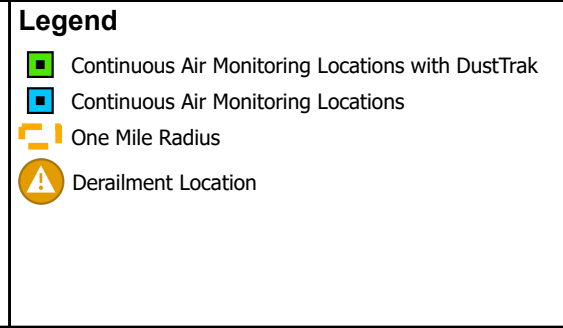 Legend
Continuous Air Monitoring Locations with DustTrak
Continuous Air Monitoring Locations
One Mile Radius
Derailment Location